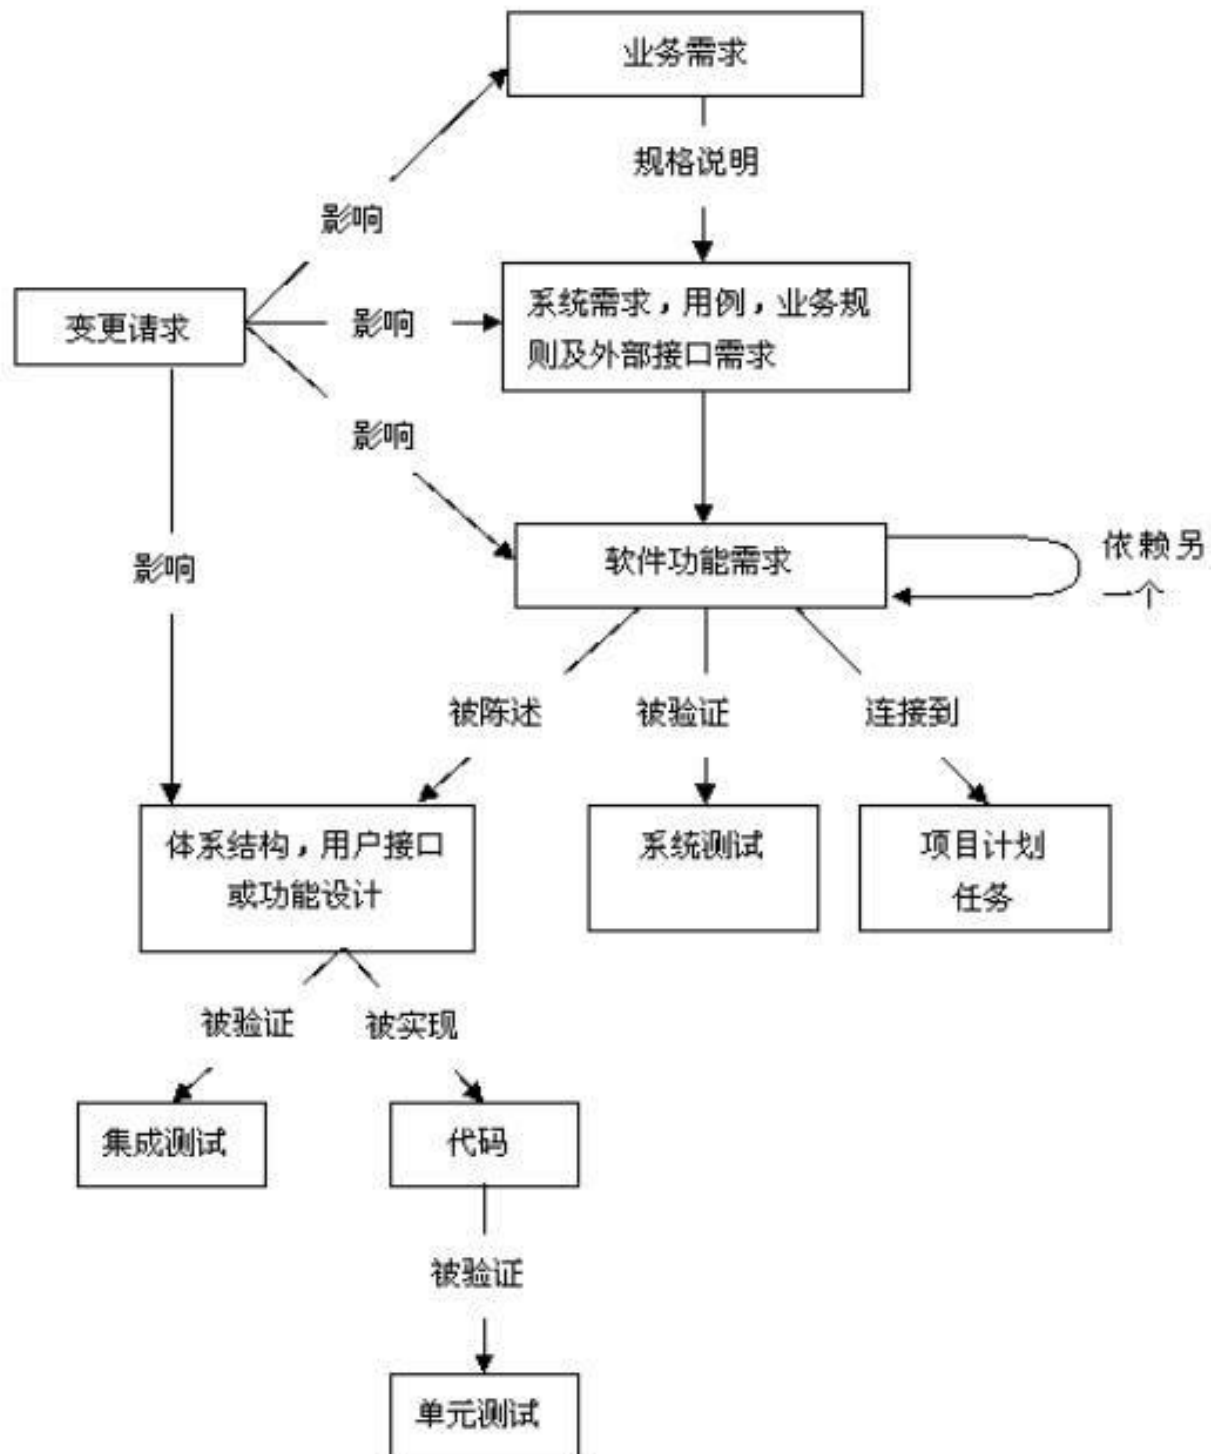 业务需求
规格说明
影响
系统需求，用例，业务规
则及外部接口需求
变更请求
影响
影响
软件功能需求
依赖另
一个
影响
被陈述
被验证
连接到
体系结构，用户接口
或功能设计
系统测试
项目计划
任务
被验证
被实现
集成测试
代码
被验证
单元测试